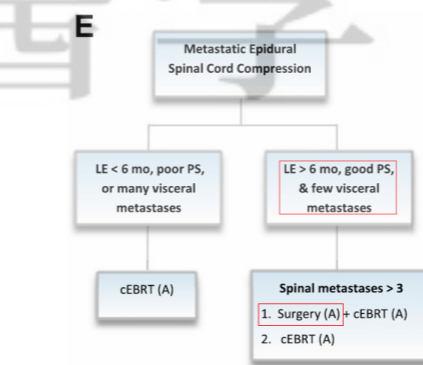 E
Metastatic Epidural
Spinal Cord Compression
LE < 6 mo, poor PS,
or many visceral
metastases
LE > 6 mo, good PS,
& few visceral
metastases
cEBRT (A)
Spinal metastases > 3
1. Surgery (A) + cEBRT (A)
2. cEBRT (A)